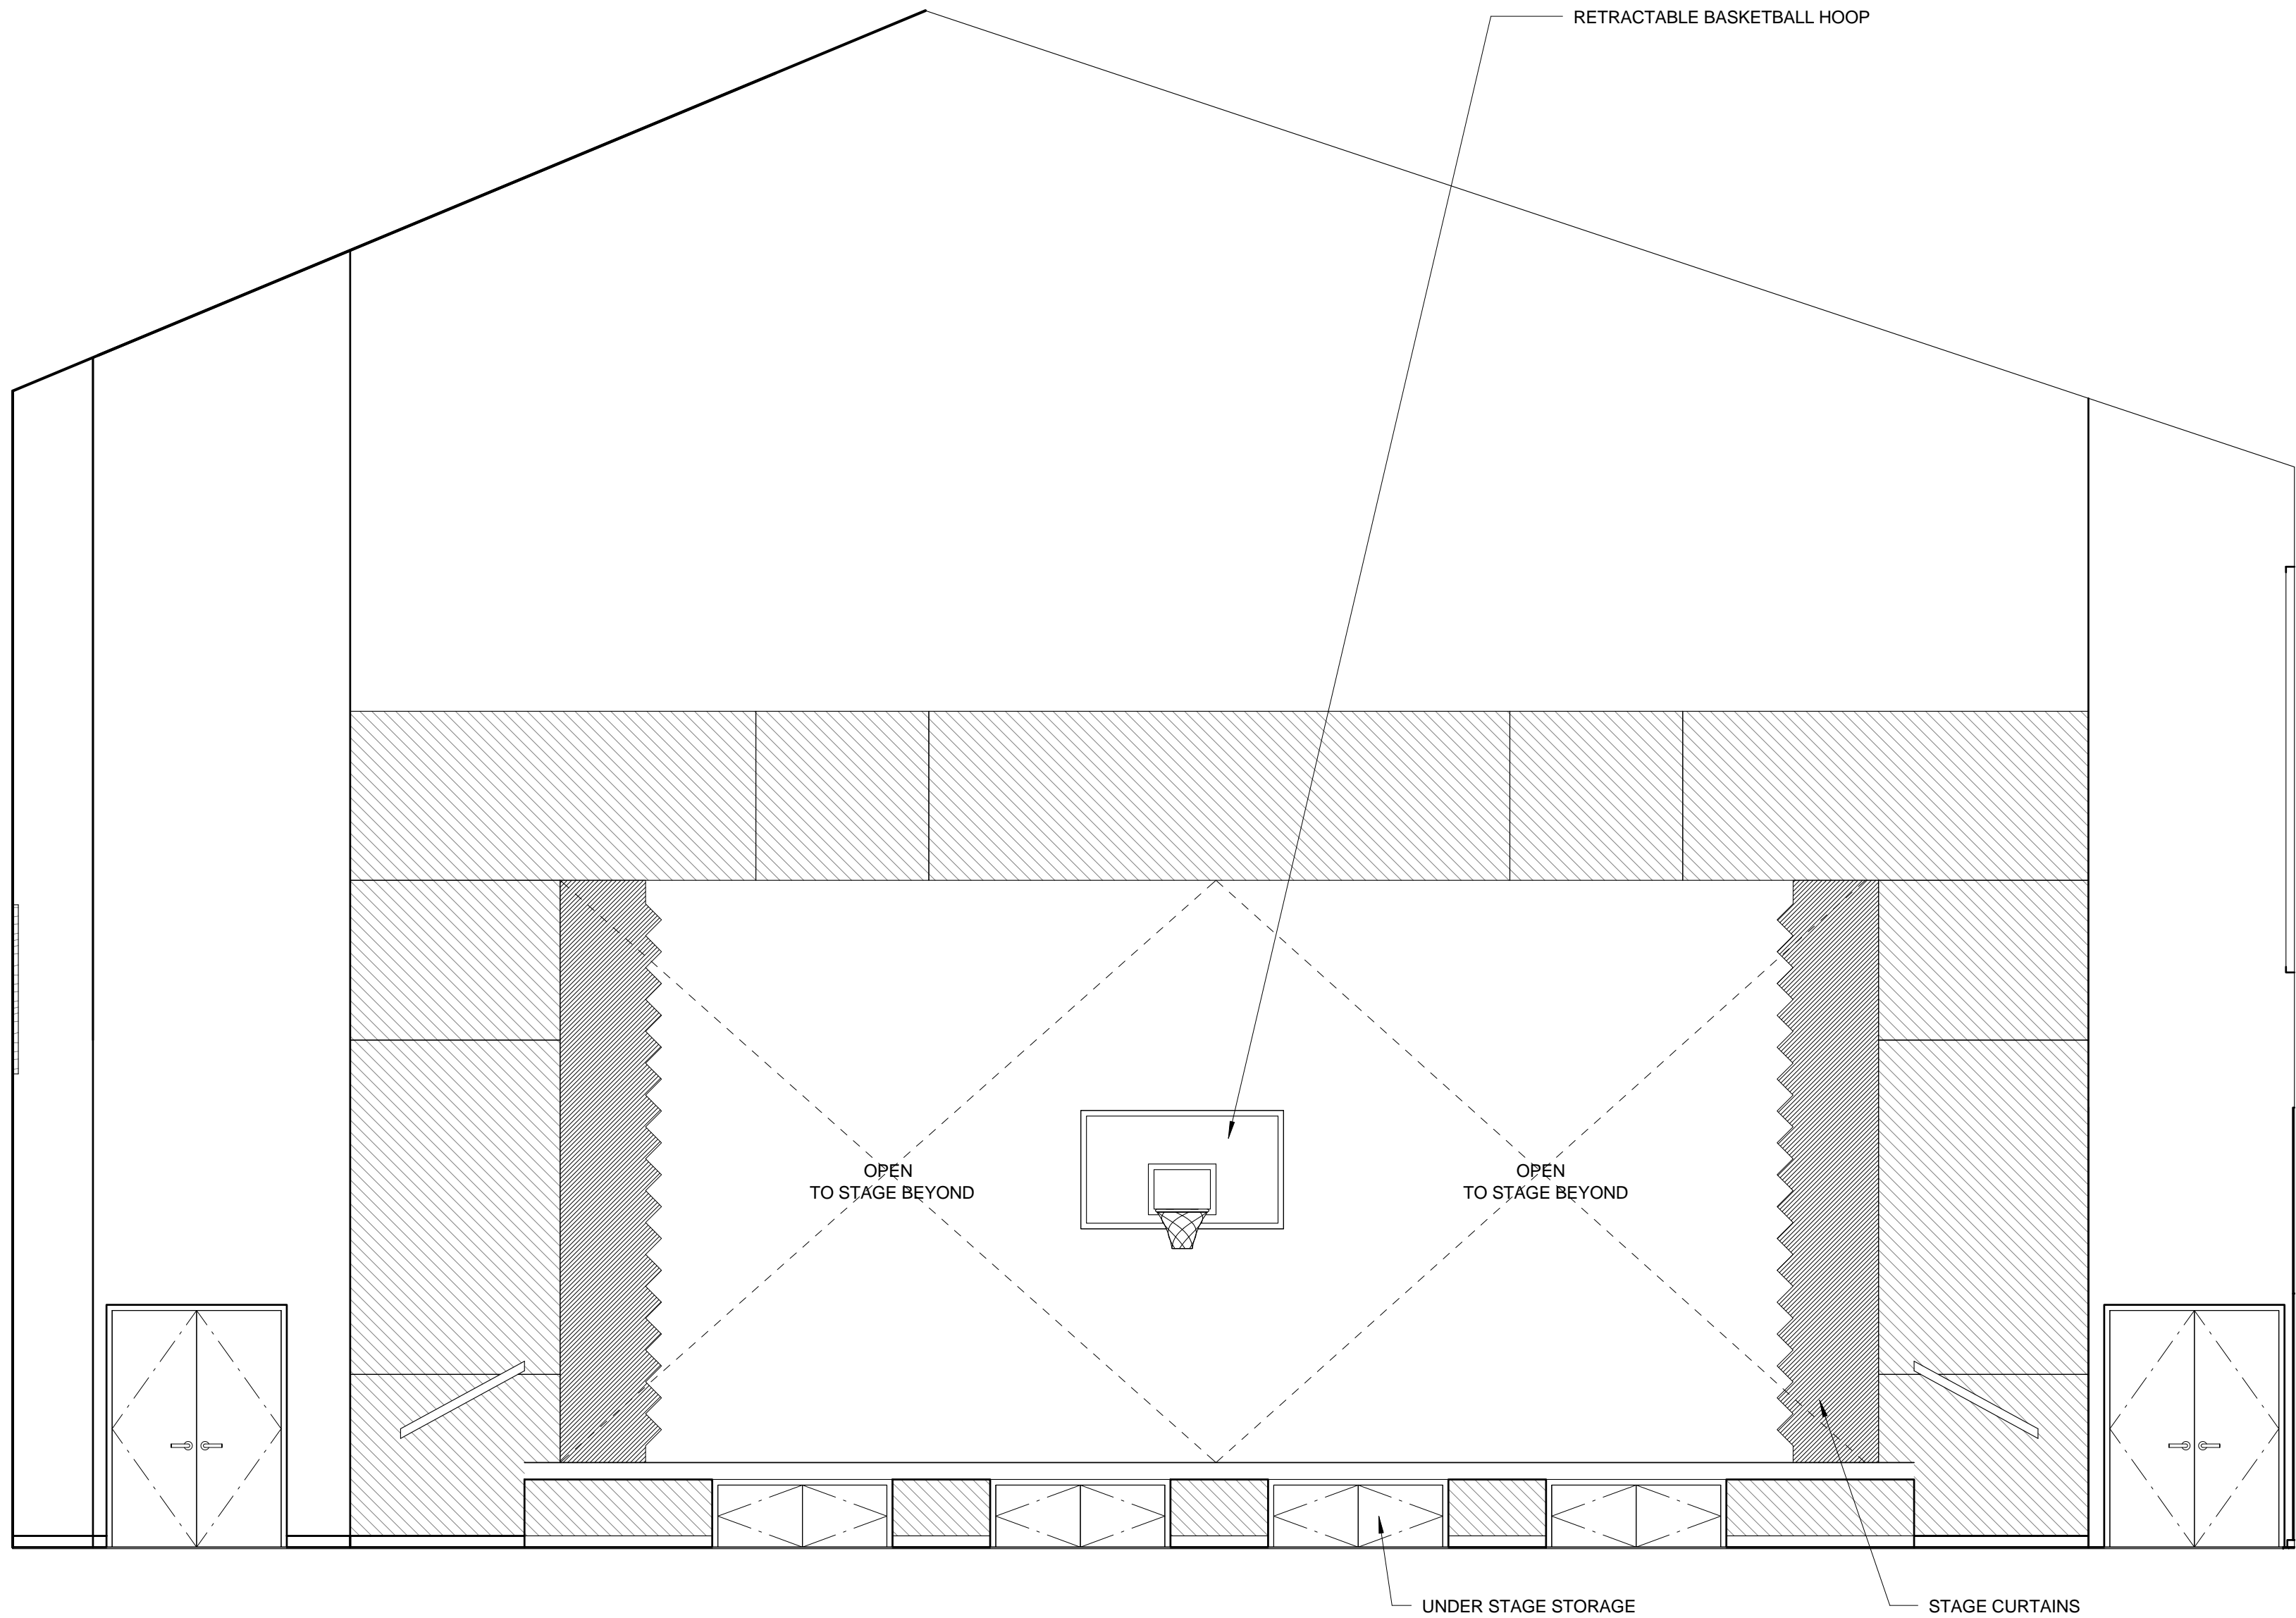 RETRACTABLE BASKETBALL HOOP
OPEN
TO STAGE BEYOND
OPEN
TO STAGE BEYOND
UNDER STAGE STORAGE
STAGE CURTAINS